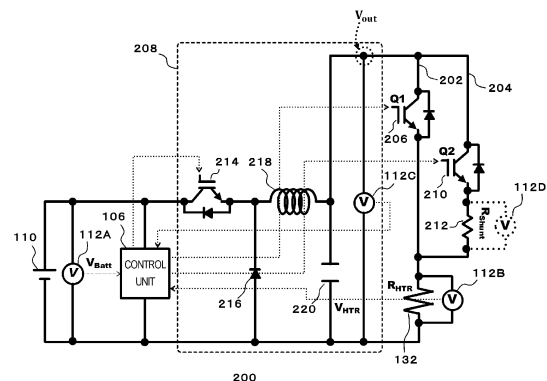 208
Vout
202
204
Q1
206
Q2
210
214
218
112C
V
112D
V
212
RShunt
110
112A
V
106
VBatt
CONTROL
UNIT
216
220
VHTR
RHTR
112B
V
132
200